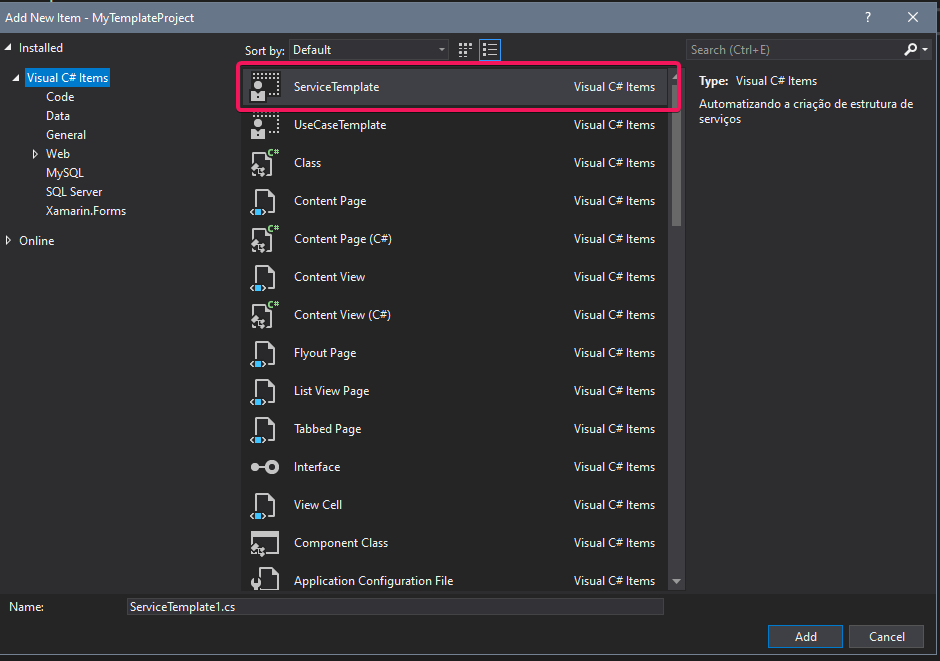 Add New Item - MyTemplateProject ? ✕
Installed
Sort by: Default
Search (Ctrl+E)
Visual C# Items
Code
Data
General
Web
MySQL
SQL Server
Xamarin.Forms
Online
ServiceTemplate Visual C# Items
UseCaseTemplate Visual C# Items
C# Class Visual C# Items
Content Page Visual C# Items
C# Content Page (C#) Visual C# Items
Content View Visual C# Items
C# Content View (C#) Visual C# Items
Flyout Page Visual C# Items
List View Page Visual C# Items
Tabbed Page Visual C# Items
Interface Visual C# Items
View Cell Visual C# Items
Component Class Visual C# Items
Application Configuration File Visual C# Items
Type: Visual C# Items
Automatizando a criação de estrutura de
serviços
Name: ServiceTemplate1.cs
Add Cancel